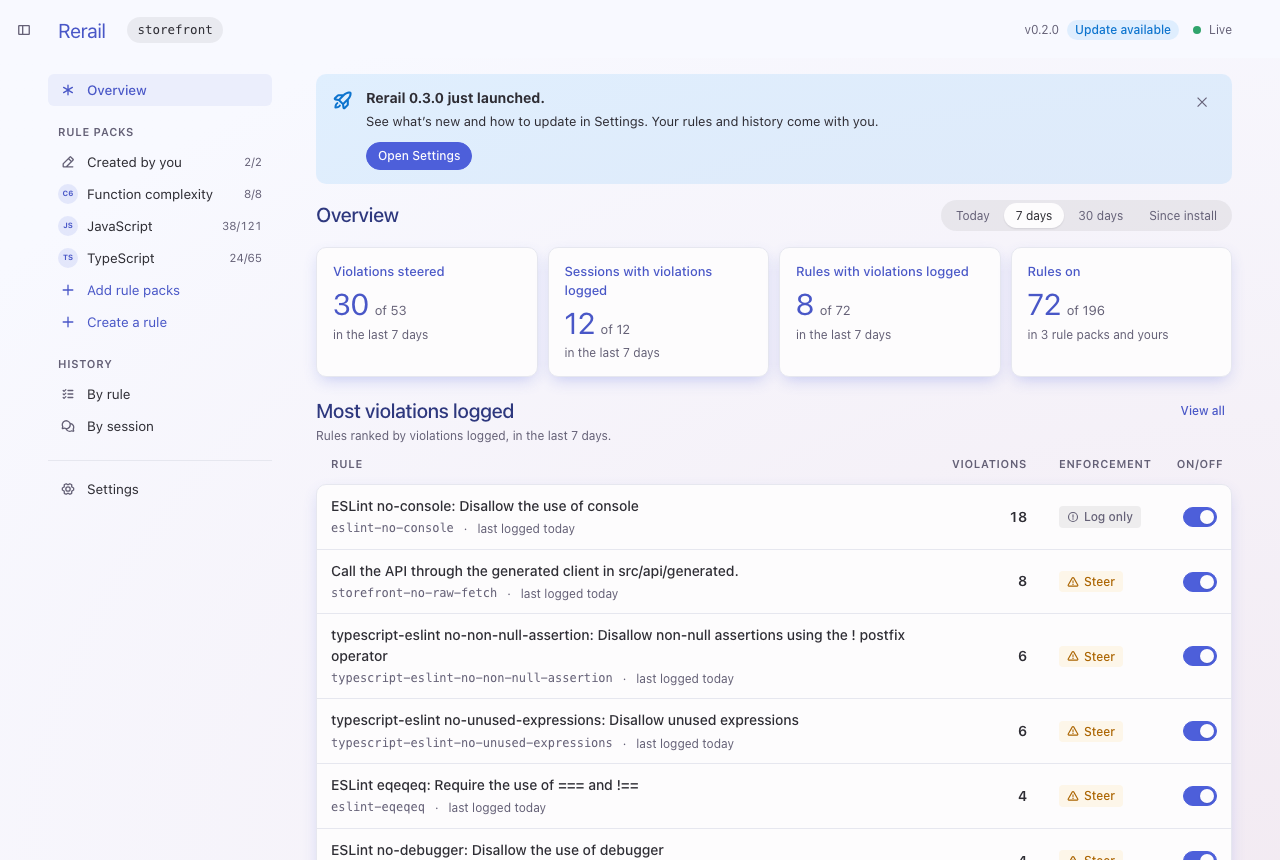 Rerail
storefront
v0.2.0
Update available
Live
Overview
RULE PACKS
Created by you
2/2
C6
Function complexity
8/8
JS
JavaScript
38/121
TS
TypeScript
24/65
Add rule packs
Create a rule
HISTORY
By rule
By session
Settings
Rerail 0.3.0 just launched.
See what's new and how to update in Settings. Your rules and history come with you.
Open Settings
Overview
Today
7 days
30 days
Since install
Violations steered
30 of 53
in the last 7 days
Sessions with violations
logged
12 of 12
in the last 7 days
Rules with violations logged
8 of 72
in the last 7 days
Rules on
72 of 196
in 3 rule packs and yours
Most violations logged
View all
Rules ranked by violations logged, in the last 7 days.
RULE
VIOLATIONS
ENFORCEMENT
ON/OFF
ESLint no-console: Disallow the use of console
eslint-no-console · last logged today
18
Log only
Call the API through the generated client in src/api/generated.
storefront-no-raw-fetch · last logged today
8
Steer
typescript-eslint no-non-null-assertion: Disallow non-null assertions using the ! postfix
operator
typescript-eslint-no-non-null-assertion · last logged today
6
Steer
typescript-eslint no-unused-expressions: Disallow unused expressions
typescript-eslint-no-unused-expressions · last logged today
6
Steer
ESLint eqeqeq: Require the use of === and !==
eslint-eqeqeq · last logged today
4
Steer
ESLint no-debugger: Disallow the use of debugger
4
Steer